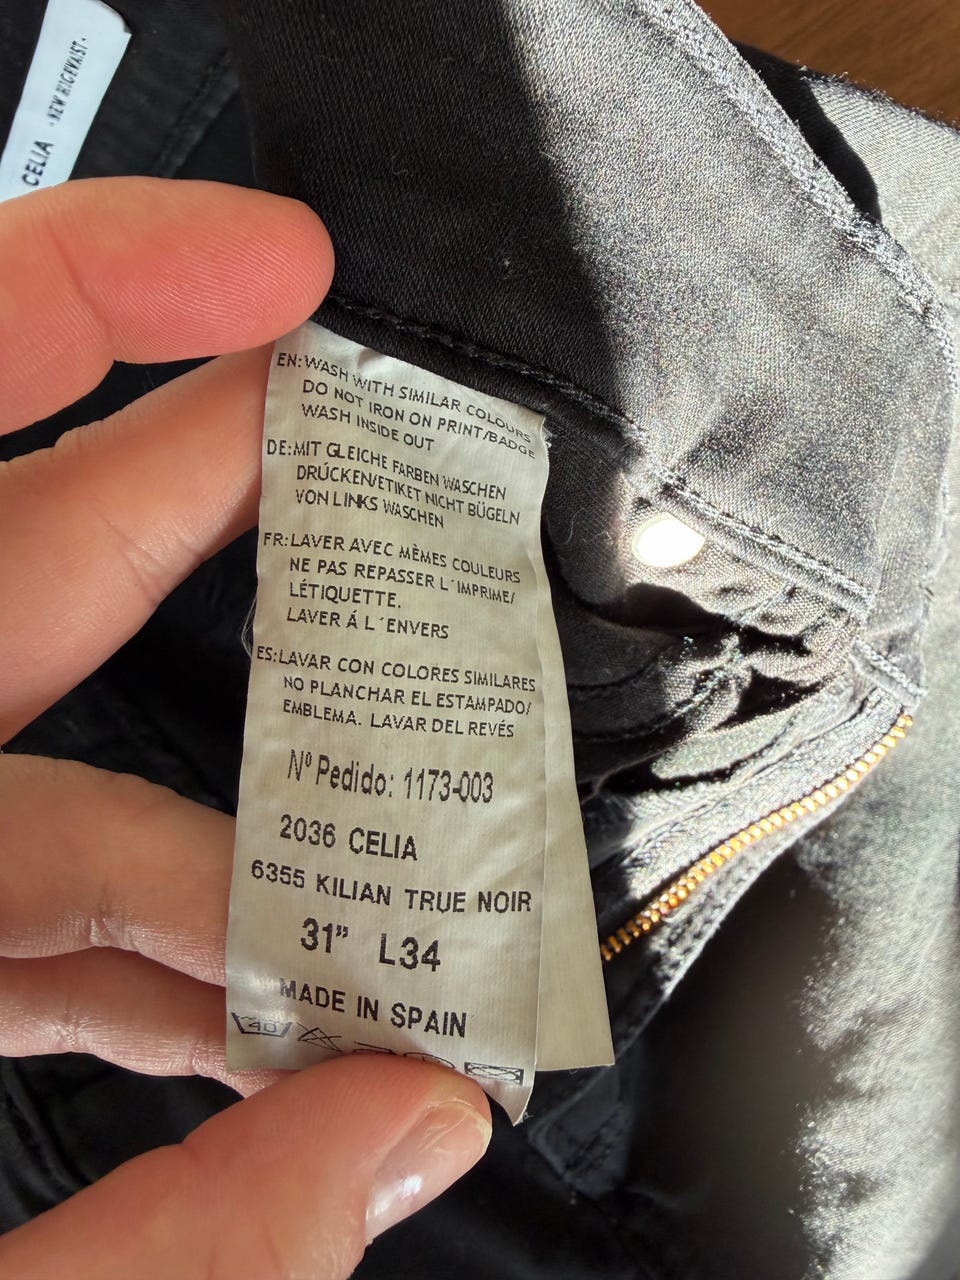 CELIA
·NEW HIGEVAIST·
EN:WASH WITH SIMILAR COLOURS
DO NOT IRON ON PRINT/BADGE
WASH INSIDE OUT
DE:MIT GLEICHE FARBEN WASCHEN
DRÚCKEN/ETIKET NICHT BÜGELN
VON LINKS WASCHEN
FR:LAVER AVEC MÈMES COULEURS
NE PAS REPASSER L´IMPRIME/
LÉTIQUETTE.
LAVER Á L´ENVERS
ES:LAVAR CON COLORES SIMILARES
NO PLANCHAR EL ESTAMPADO/
EMBLEMA. LAVAR DEL REVÉS
Nº Pedido: 1173-003
2036 CELIA
6355 KILIAN TRUE NOIR
31” L34
MADE IN SPAIN
40